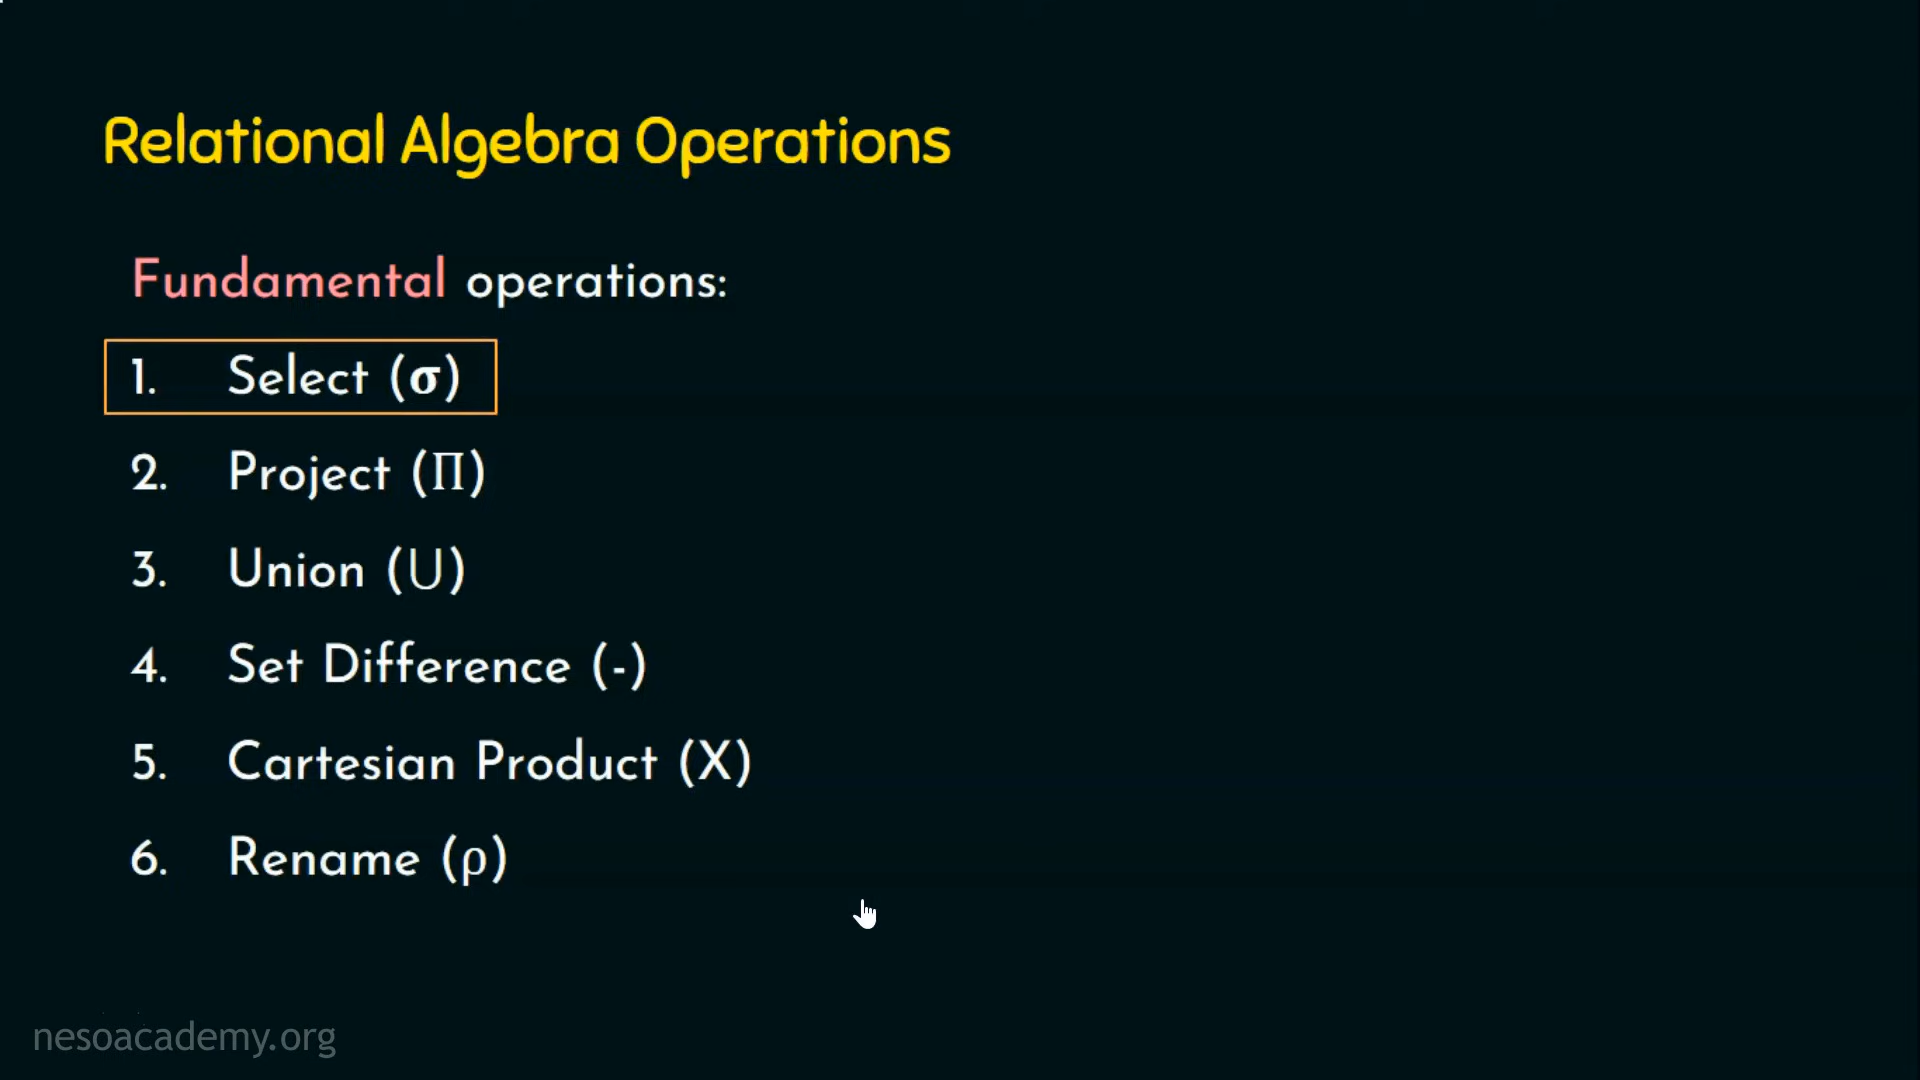 Relational Algebra Operations
Fundamental operations:
1. Select (σ)
2. Project (Π)
3. Union (∪)
4. Set Difference (-)
5. Cartesian Product (X)
6. Rename (ρ)
nesoacademy.org